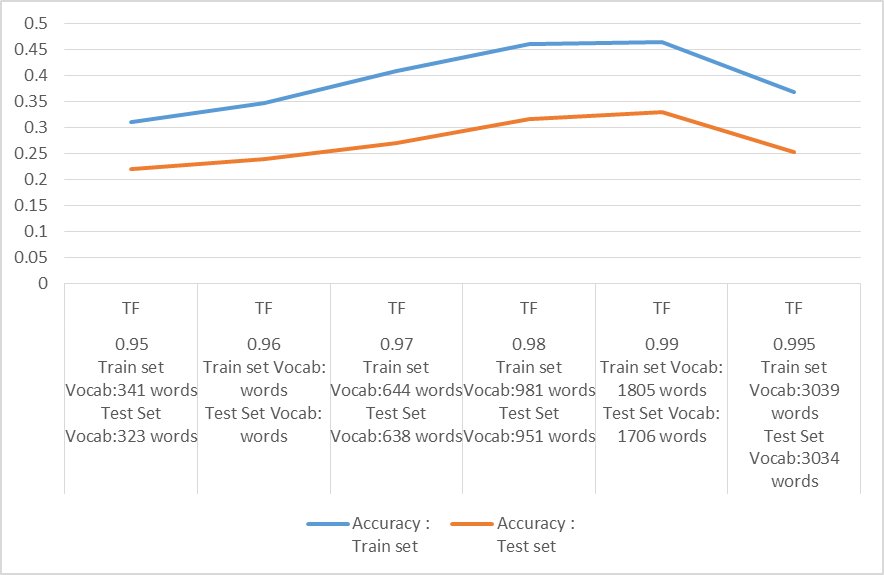 0.5
0.45
0.4
0.35
0.3
0.25
0.2
0.15
0.1
0.05
0
TF
TF
TF
TF
TF
TF
0.95
Train set
Vocab:341 words
Test Set
Vocab:323 words
0.96
Train set Vocab:
words
Test Set Vocab:
words
0.97
Train set
Vocab:644 words
Test Set
Vocab:638 words
0.98
Train set
Vocab:981 words
Test Set
Vocab:951 words
0.99
Train set Vocab:
1805 words
Test Set Vocab:
1706 words
0.995
Train set
Vocab:3039
words
Test Set
Vocab:3034
words
Accuracy :
Train set
Accuracy :
Test set